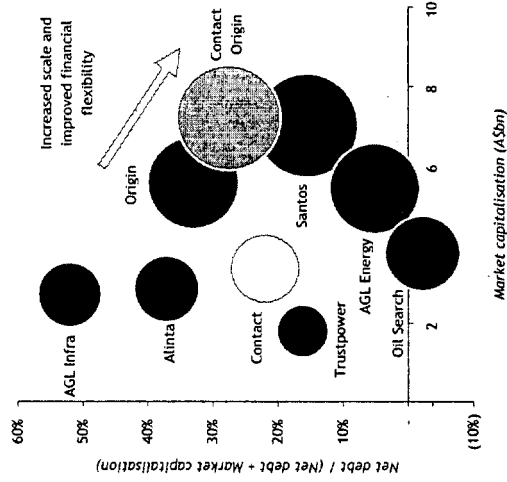 Increased scale and
improved financial
flexibility
Contact
Origin
Origin
Santos
AGL Infra
Alinta
Contact
Trustpower
AGL Energy
Oil Search
60%
50%
40%
30%
20%
10%
-
(10%)
2
6
8
10
Net debt / (Net debt + Market capitalisation)
Market capitalisation (A$bn)